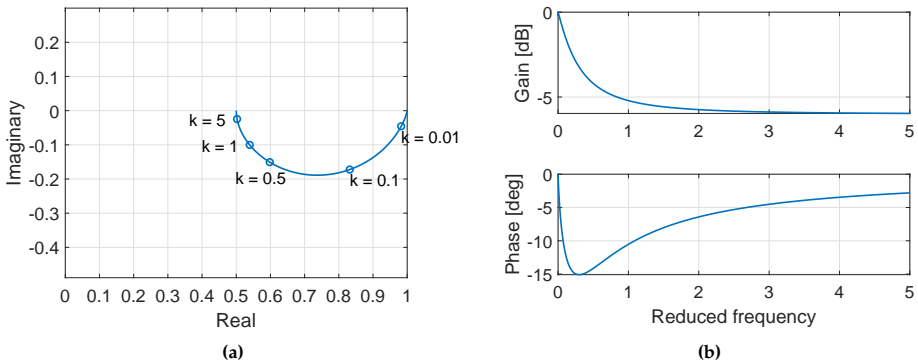 0.2
0.1
0
-0.1
-0.2
-0.3
-0.4
Imaginary
k = 5
k = 1
k = 0.5
k = 0.1
k = 0.01
0 0.1 0.2 0.3 0.4 0.5 0.6 0.7 0.8 0.9 1
Real
(a)
0
-5
Gain [dB]
0 1 2 3 4 5
0
-5
-10
-15
Phase [deg]
0 1 2 3 4 5
Reduced frequency
(b)